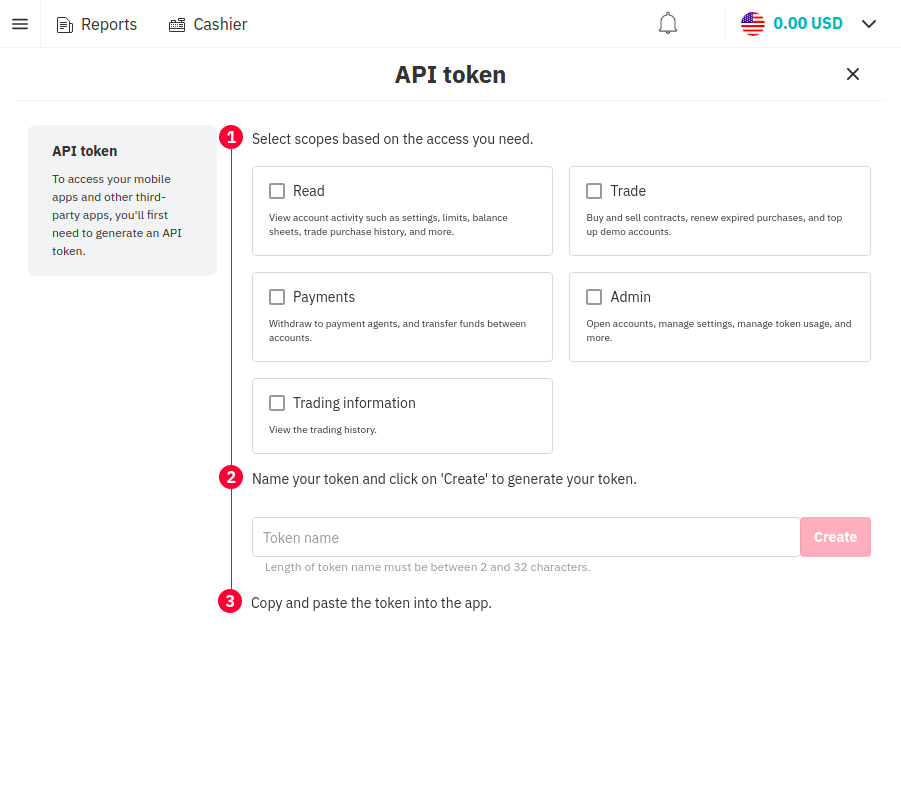 Reports
Cashier
0.00 USD
API token
API token
To access your mobile
apps and other third-
party apps, you'll first
need to generate an API
token.
1
Select scopes based on the access you need.
Read
View account activity such as settings, limits, balance
sheets, trade purchase history, and more.
Trade
Buy and sell contracts, renew expired purchases, and top
up demo accounts.
Payments
Withdraw to payment agents, and transfer funds between
accounts.
Admin
Open accounts, manage settings, manage token usage, and
more.
Trading information
View the trading history.
2
Name your token and click on 'Create' to generate your token.
Token name
Create
Length of token name must be between 2 and 32 characters.
3
Copy and paste the token into the app.